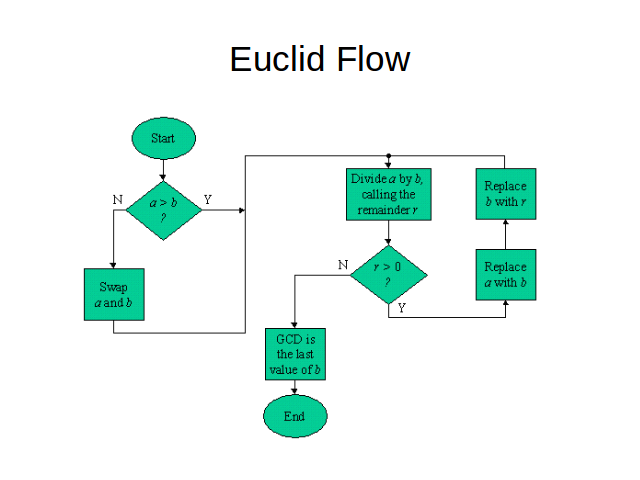 Euclid Flow
Start
a > b
?
N
Y
Swap
a and b
Divide a by b,
calling the
remainder r
r > 0
?
N
Y
GCD is
the last
value of b
End
Replace
b with r
Replace
a with b